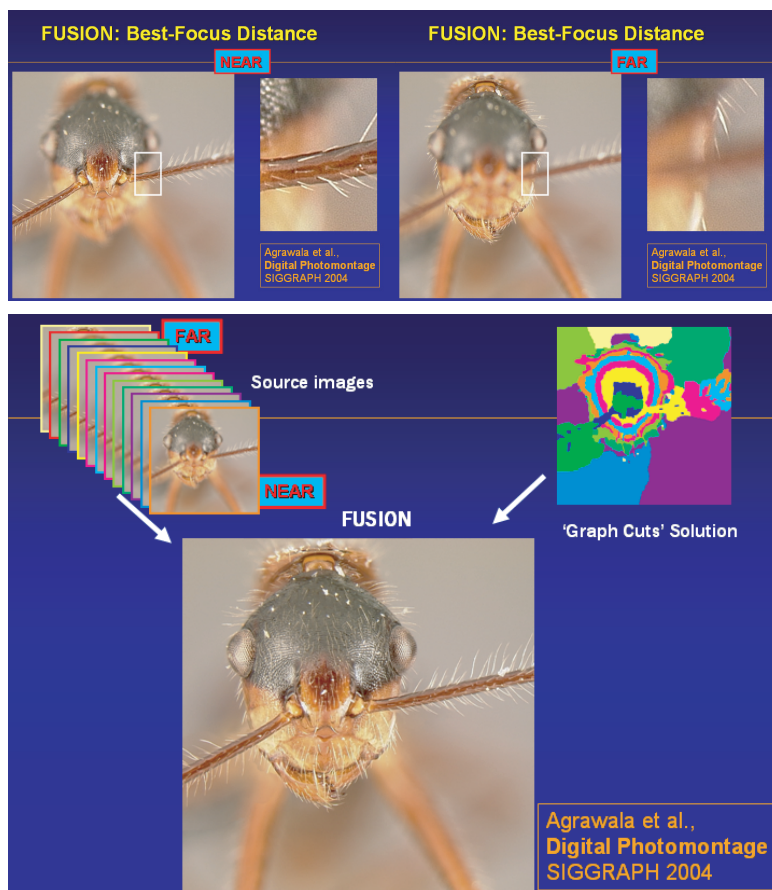 FUSION: Best-Focus Distance
NEAR
Agrawala et al.,
Digital Photomontage
SIGGRAPH 2004
FUSION: Best-Focus Distance
FAR
Agrawala et al.,
Digital Photomontage
SIGGRAPH 2004
FAR
Source images
NEAR
FUSION
‘Graph Cuts’ Solution
Agrawala et al.,
Digital Photomontage
SIGGRAPH 2004